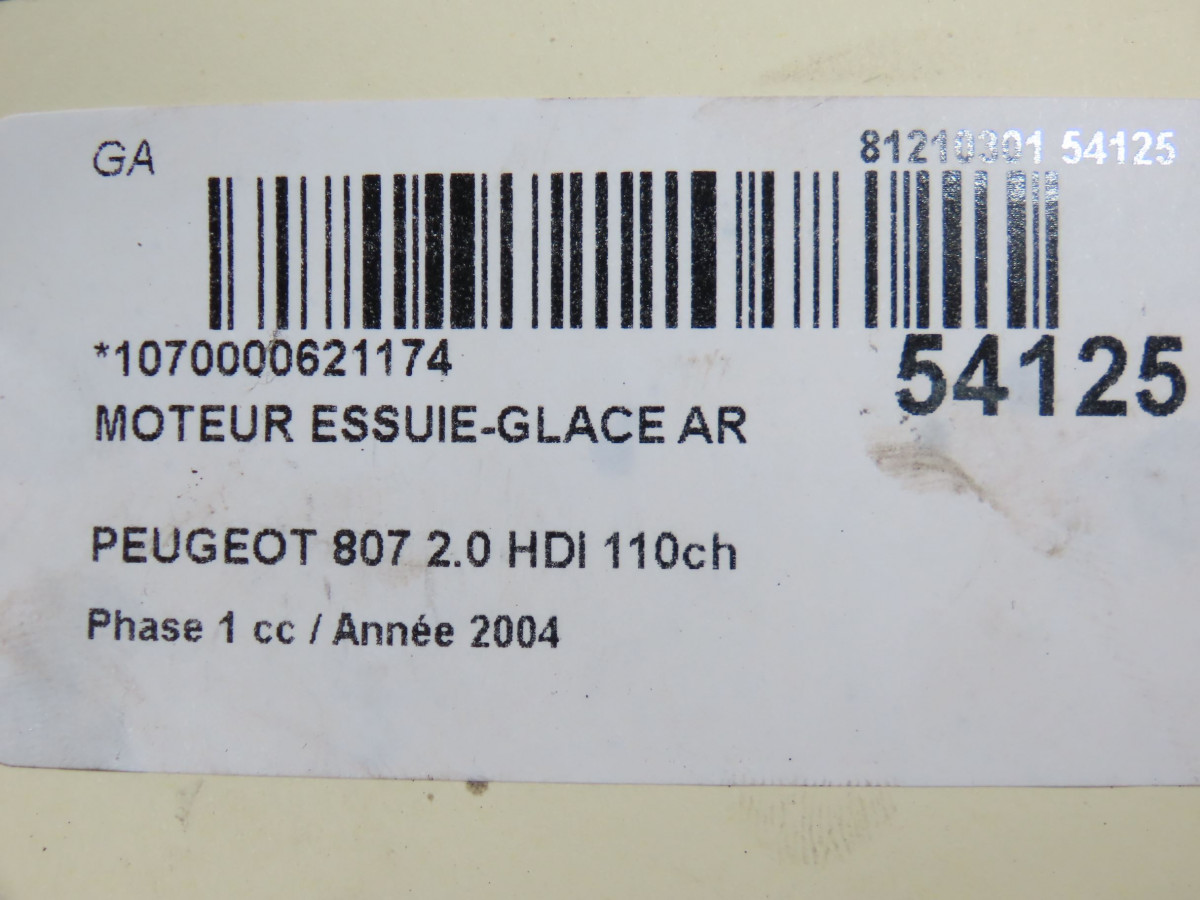 GA
81210301 54125
*1070000621174
54125
MOTEUR ESSUIE-GLACE AR
PEUGEOT 807 2.0 HDI 110ch
Phase 1 cc / Année 2004